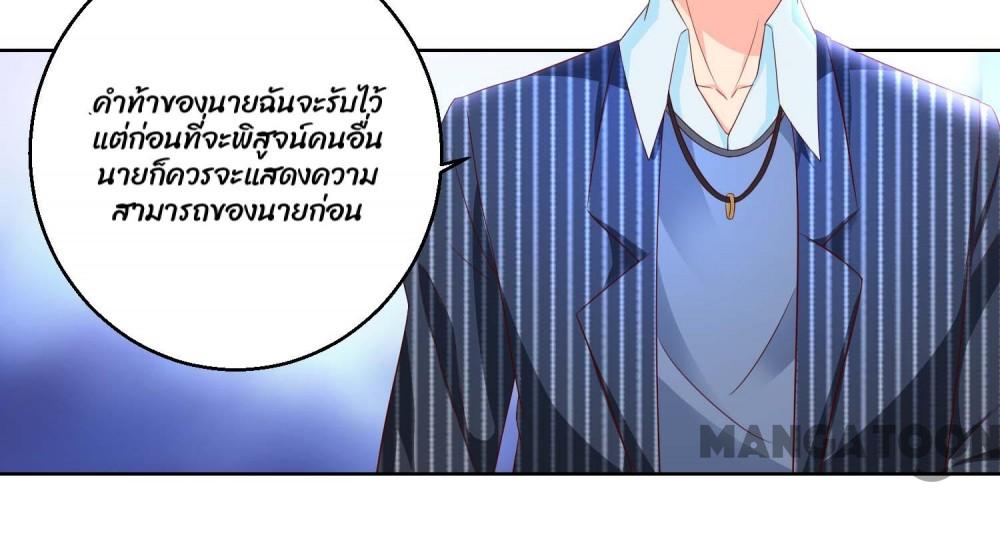 คำท้าของนายฉันจะรับไว้
แต่ก่อนที่จะพิสูจน์คนอื่น
นายก็ควรจะแสดงความ
สามารถของนายก่อน
MANGATOON